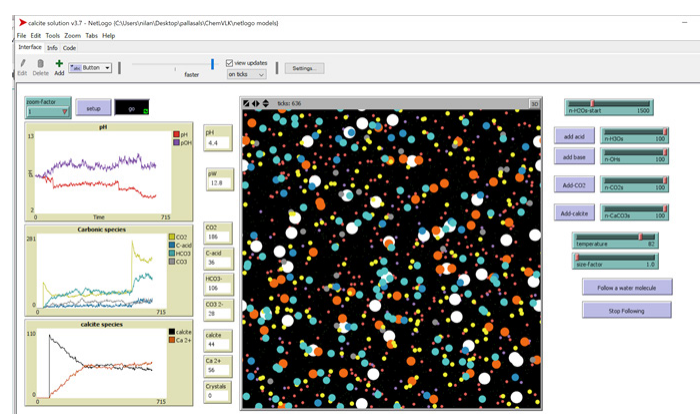 calcite solution v3.7 - NetLogo {C:\Users\nilan\Desktop\pallasals\ChemVLK\netlogo models}
File Edit Tools Zoom Tabs Help
Interface Info Code
Edit Delete Add
Button
faster
view updates
on ticks
Settings...
zoom-factor
1
setup
go
ticks: 636
3D
pH
13
pH
pOH
pH
2
0
Time
715
pH
4.4
pW
12.8
Carbonic species
281
CO2
C-acid
HCO3
CO3
0
0
715
CO2
186
C-acid
36
HCO3-
106
CO3 2-
28
calcite species
110
calcite
Ca 2+
0
0
715
calcite
44
Ca 2+
56
Crystals
0
n-H2Os-start 1500
add acid
n-H3Os 100
add base
n-OHs 100
Add-CO2
n-CO2s 100
Add-calcite
n-CaCO3s 100
temperature 82
size-factor 1.0
Follow a water molecule
Stop Following